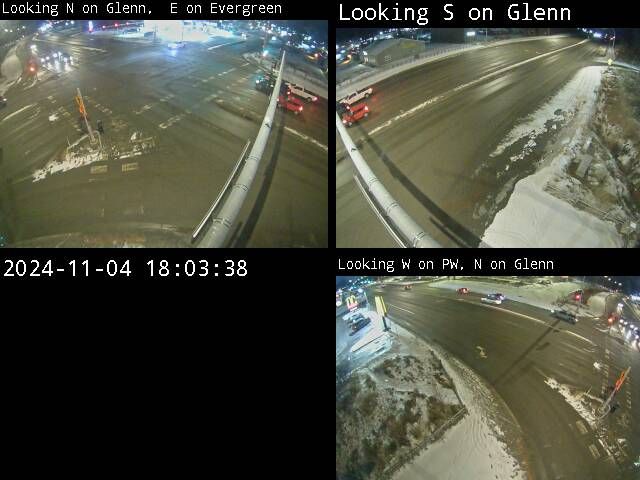 Looking N on Glenn,  E on Evergreen
Looking S on Glenn
2024-11-04 18:03:38
Looking W on PW, N on Glenn